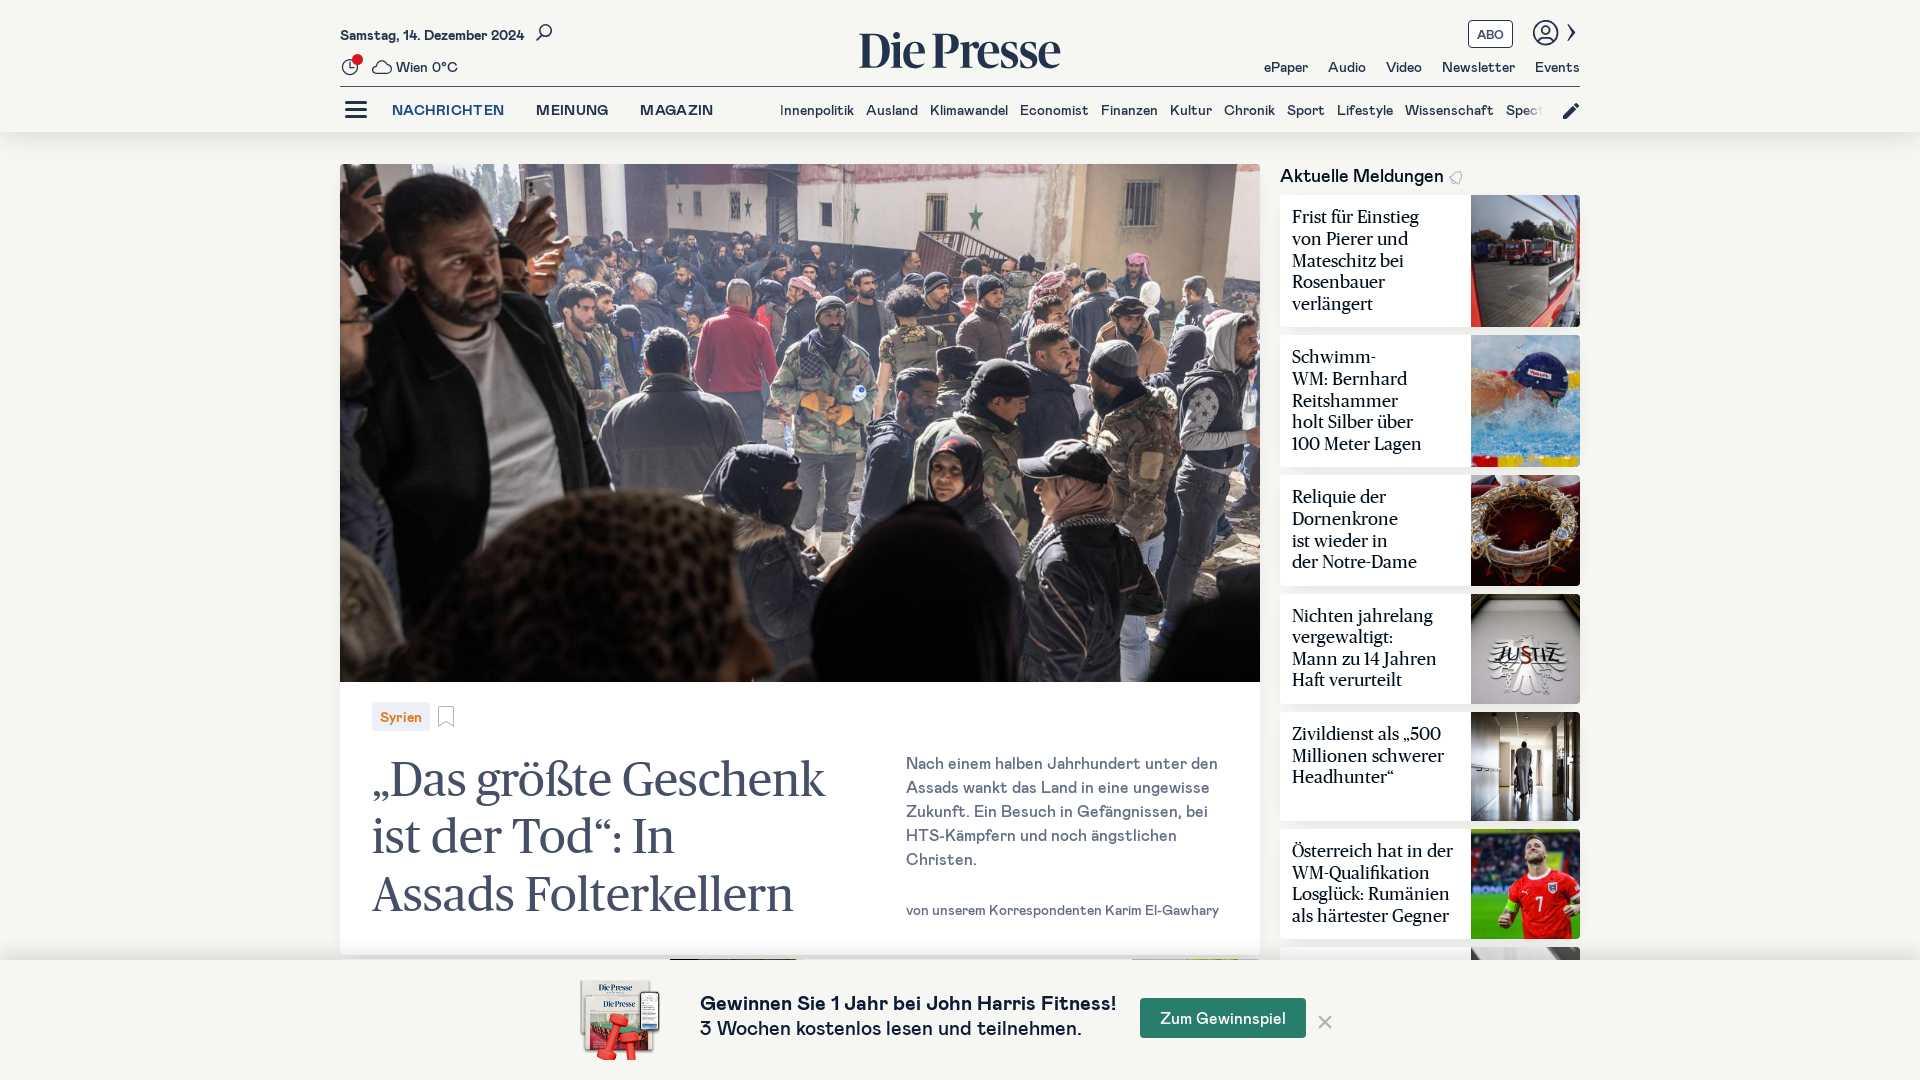 Samstag, 14. Dezember 2024
Die Presse
ABO
Wien 0°C
ePaper Audio Video Newsletter Events
NACHRICHTEN MEINUNG MAGAZIN
Innenpolitik Ausland Klimawandel Economist Finanzen Kultur Chronik Sport Lifestyle Wissenschaft Spect
Syrien
„Das größte Geschenk
ist der Tod“: In
Assads Folterkellern
Nach einem halben Jahrhundert unter den
Assads wankt das Land in eine ungewisse
Zukunft. Ein Besuch in Gefängnissen, bei
HTS-Kämpfern und noch ängstlichen
Christen.
von unserem Korrespondenten Karim El-Gawhary
Aktuelle Meldungen
Frist für Einstieg
von Pierer und
Mateschitz bei
Rosenbauer
verlängert
Schwimm-
WM: Bernhard
Reitshammer
holt Silber über
100 Meter Lagen
Reliquie der
Dornenkrone
ist wieder in
der Notre-Dame
Nichten jahrelang
vergewaltigt:
Mann zu 14 Jahren
Haft verurteilt
JUSTIZ
Zivildienst als „500
Millionen schwerer
Headhunter“
Österreich hat in der
WM-Qualifikation
Losglück: Rumänien
als härtester Gegner
7
Die Presse
Die Presse
Gewinnen Sie 1 Jahr bei John Harris Fitness!
3 Wochen kostenlos lesen und teilnehmen.
Zum Gewinnspiel